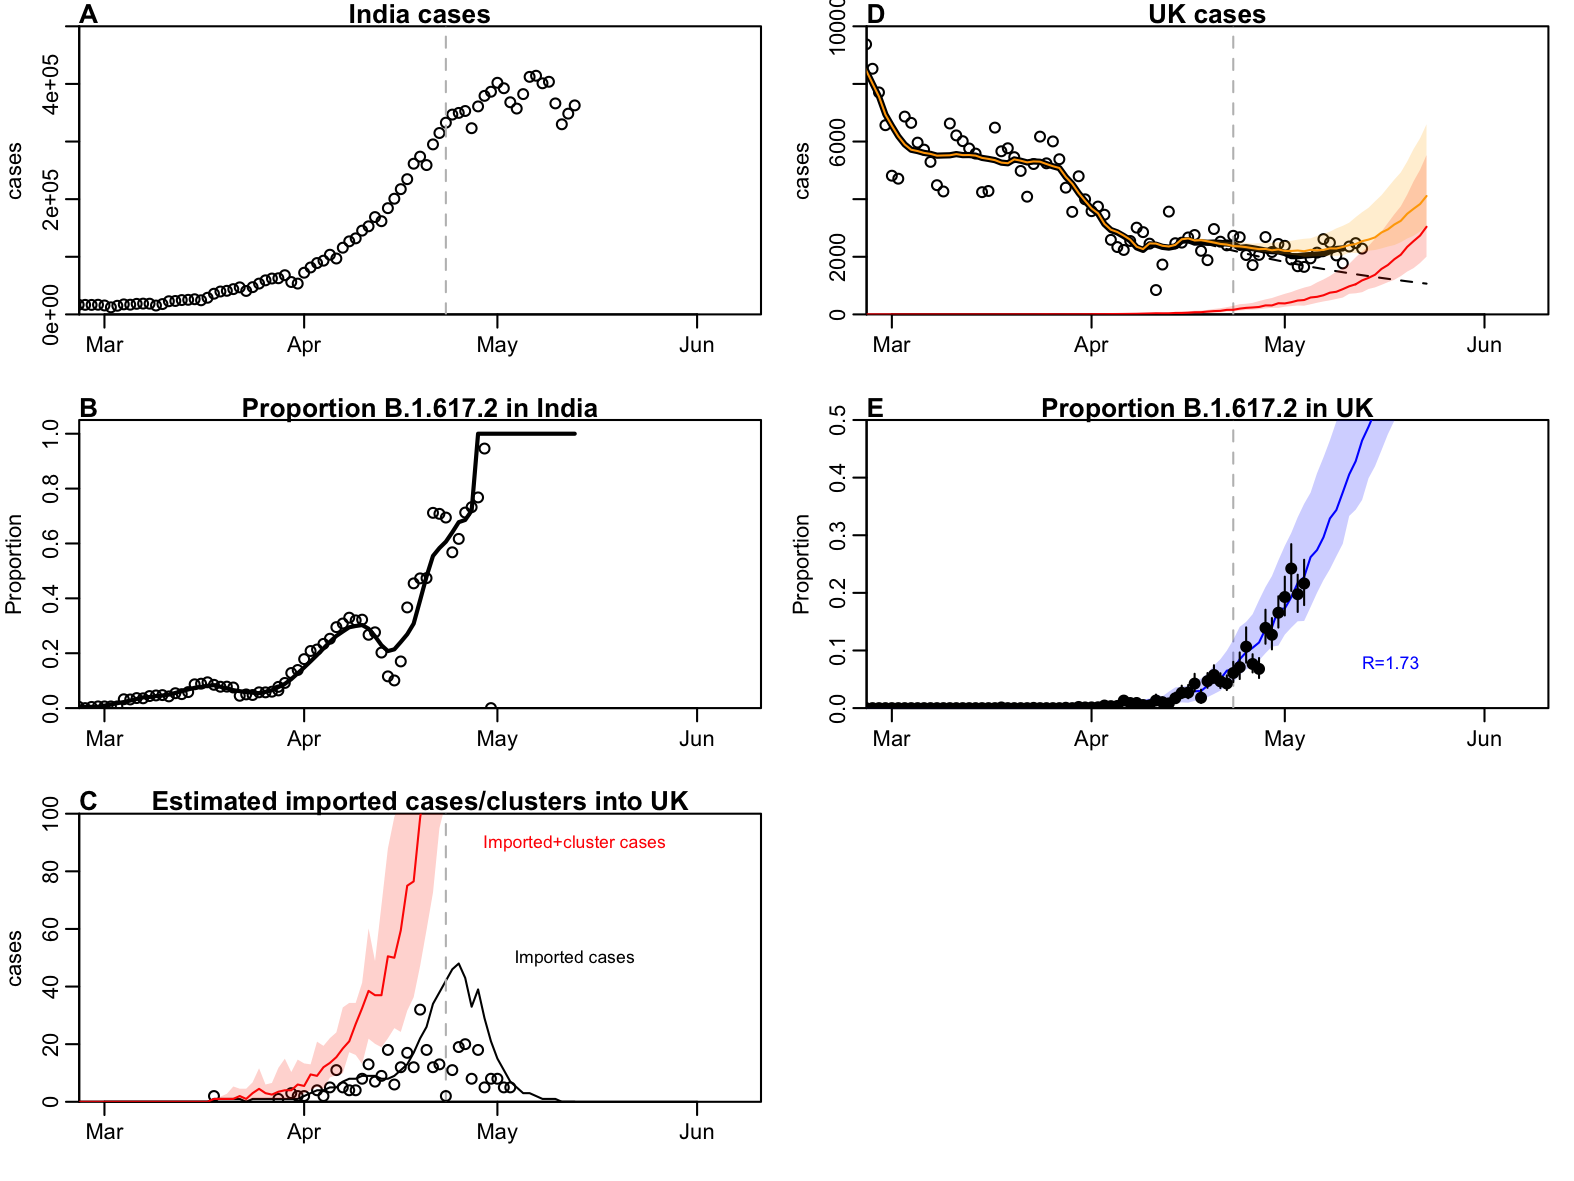 A India cases
cases
0e+00 2e+05 4e+05
Mar Apr May Jun
D UK cases
cases
0 2000 6000 10000
Mar Apr May Jun
B Proportion B.1.617.2 in India
Proportion
0.0 0.2 0.4 0.6 0.8 1.0
Mar Apr May Jun
E Proportion B.1.617.2 in UK
Proportion
0.0 0.1 0.2 0.3 0.4 0.5
R=1.73
Mar Apr May Jun
C Estimated imported cases/clusters into UK
cases
0 20 40 60 80 100
Imported+cluster cases
Imported cases
Mar Apr May Jun